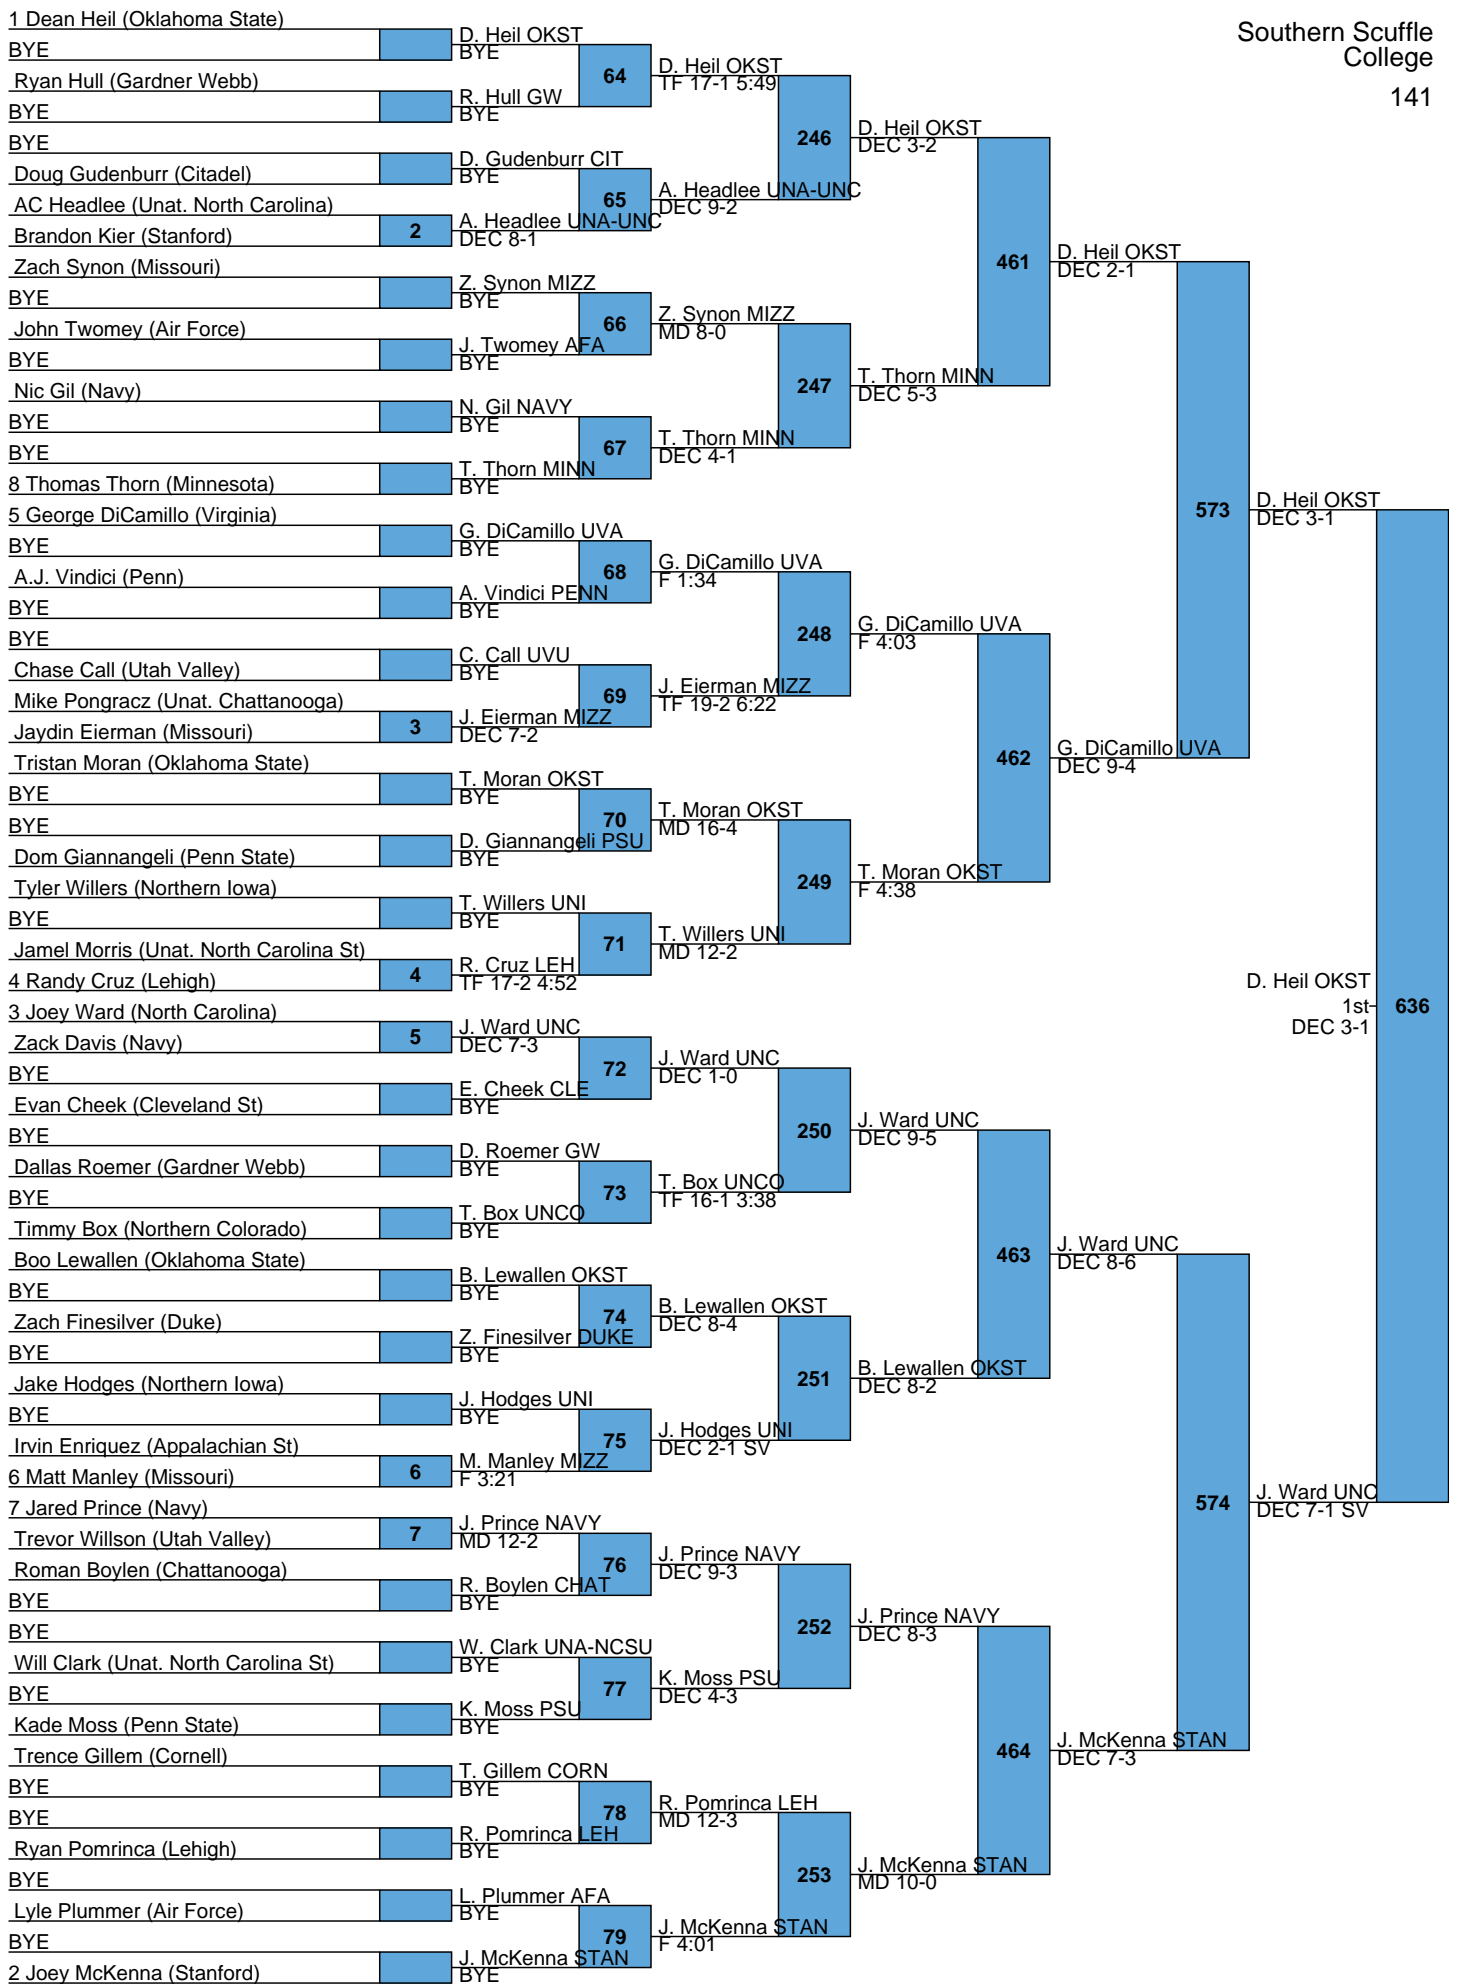 Southern Scuffle
College
141
1 Dean Heil (Oklahoma State)
BYE
Ryan Hull (Gardner Webb)
BYE
BYE
Doug Gudenburr (Citadel)
AC Headlee (Unat. North Carolina)
Brandon Kier (Stanford)
Zach Synon (Missouri)
BYE
John Twomey (Air Force)
BYE
Nic Gil (Navy)
BYE
BYE
8 Thomas Thorn (Minnesota)
5 George DiCamillo (Virginia)
BYE
A.J. Vindici (Penn)
BYE
BYE
Chase Call (Utah Valley)
Mike Pongracz (Unat. Chattanooga)
Jaydin Eierman (Missouri)
Tristan Moran (Oklahoma State)
BYE
BYE
Dom Giannangeli (Penn State)
Tyler Willers (Northern Iowa)
BYE
Jamel Morris (Unat. North Carolina St)
4 Randy Cruz (Lehigh)
3 Joey Ward (North Carolina)
Zack Davis (Navy)
BYE
Evan Cheek (Cleveland St)
BYE
Dallas Roemer (Gardner Webb)
BYE
Timmy Box (Northern Colorado)
Boo Lewallen (Oklahoma State)
BYE
Zach Finesilver (Duke)
BYE
Jake Hodges (Northern Iowa)
BYE
Irvin Enriquez (Appalachian St)
6 Matt Manley (Missouri)
7 Jared Prince (Navy)
Trevor Willson (Utah Valley)
Roman Boylen (Chattanooga)
BYE
BYE
Will Clark (Unat. North Carolina St)
BYE
Kade Moss (Penn State)
Trence Gillem (Cornell)
BYE
BYE
Ryan Pomrinca (Lehigh)
BYE
Lyle Plummer (Air Force)
BYE
2 Joey McKenna (Stanford)
2
3
4
5
6
7
D. Heil OKST
BYE
R. Hull GW
BYE
D. Gudenburr CIT
BYE
A. Headlee UNA-UNC
DEC 8-1
Z. Synon MIZZ
BYE
J. Twomey AFA
BYE
N. Gil NAVY
BYE
T. Thorn MINN
BYE
G. DiCamillo UVA
BYE
A. Vindici PENN
BYE
C. Call UVU
BYE
J. Eierman MIZZ
DEC 7-2
T. Moran OKST
BYE
D. Giannangeli PSU
BYE
T. Willers UNI
BYE
R. Cruz LEH
TF 17-2 4:52
J. Ward UNC
DEC 7-3
E. Cheek CLE
BYE
D. Roemer GW
BYE
T. Box UNCO
BYE
B. Lewallen OKST
BYE
Z. Finesilver DUKE
BYE
J. Hodges UNI
BYE
M. Manley MIZZ
F 3:21
J. Prince NAVY
MD 12-2
R. Boylen CHAT
BYE
W. Clark UNA-NCSU
BYE
K. Moss PSU
BYE
T. Gillem CORN
BYE
R. Pomrinca LEH
BYE
L. Plummer AFA
BYE
J. McKenna STAN
BYE
64
65
66
67
68
69
70
71
72
73
74
75
76
77
78
79
D. Heil OKST
TF 17-1 5:49
A. Headlee UNA-UNC
DEC 9-2
Z. Synon MIZZ
MD 8-0
T. Thorn MINN
DEC 4-1
G. DiCamillo UVA
F 1:34
J. Eierman MIZZ
TF 19-2 6:22
T. Moran OKST
MD 16-4
T. Willers UNI
MD 12-2
J. Ward UNC
DEC 1-0
T. Box UNCO
TF 16-1 3:38
B. Lewallen OKST
DEC 8-4
J. Hodges UNI
DEC 2-1 SV
J. Prince NAVY
DEC 9-3
K. Moss PSU
DEC 4-3
R. Pomrinca LEH
MD 12-3
J. McKenna STAN
F 4:01
246
247
248
249
250
251
252
253
D. Heil OKST
DEC 3-2
T. Thorn MINN
DEC 5-3
G. DiCamillo UVA
F 4:03
T. Moran OKST
F 4:38
J. Ward UNC
DEC 9-5
B. Lewallen OKST
DEC 8-2
J. Prince NAVY
DEC 8-3
J. McKenna STAN
MD 10-0
461
462
463
464
D. Heil OKST
DEC 2-1
G. DiCamillo UVA
DEC 9-4
J. Ward UNC
DEC 8-6
J. McKenna STAN
DEC 7-3
573
574
D. Heil OKST
DEC 3-1
J. Ward UNC
DEC 7-1 SV
636
D. Heil OKST
1st
DEC 3-1